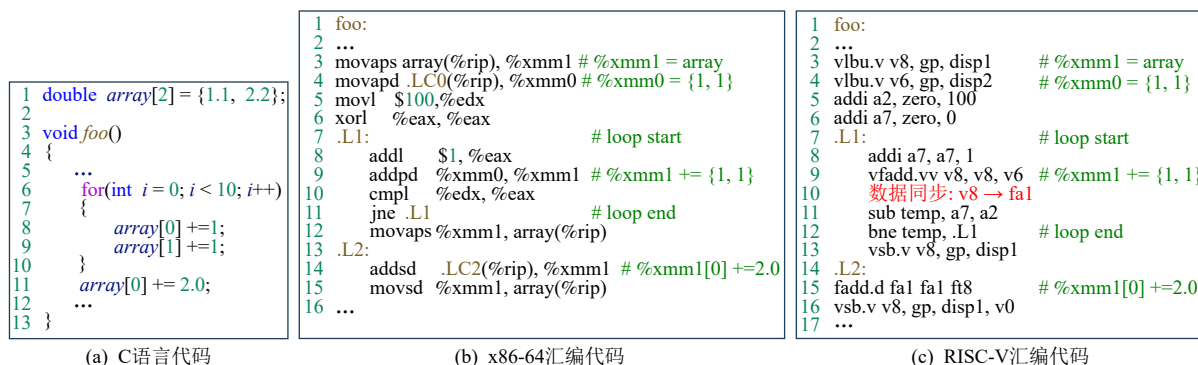 1 double array[2] = {1.1, 2.2};
2
3 void foo()
4 {
5 ...
6 for(int i = 0; i < 10; i++)
7 {
8 array[0] +=1;
9 array[1] +=1;
10 }
11 array[0] += 2.0;
12 ...
13 }
(a) C语言代码
1 foo:
2 ...
3 movaps array(%rip), %xmm1 # %xmm1 = array
4 movapd .LC0(%rip), %xmm0 # %xmm0 = {1, 1}
5 movl $100,%edx
6 xorl %eax, %eax
7 .L1: # loop start
8 addl $1, %eax
9 addpd %xmm0, %xmm1 # %xmm1 += {1, 1}
10 cmpl %edx, %eax
11 jne .L1 # loop end
12 movaps %xmm1, array(%rip)
13 .L2:
14 addsd .LC2(%rip), %xmm1 # %xmm1[0] +=2.0
15 movsd %xmm1, array(%rip)
16 ...
(b) x86-64汇编代码
1 foo:
2 ...
3 vlbu.v v8, gp, disp1 # %xmm1 = array
4 vlbu.v v6, gp, disp2 # %xmm0 = {1, 1}
5 addi a2, zero, 100
6 addi a7, zero, 0
7 .L1: # loop start
8 addi a7, a7, 1
9 vfadd.vv v8, v8, v6 # %xmm1 += {1, 1}
10 数据同步: v8 → fa1
11 sub temp, a7, a2
12 bne temp, .L1 # loop end
13 vsb.v v8, gp, disp1
14 .L2:
15 fadd.d fa1 fa1 ft8 # %xmm1[0] +=2.0
16 vsb.v v8, gp, disp1, v0
17 ...
(c) RISC-V汇编代码